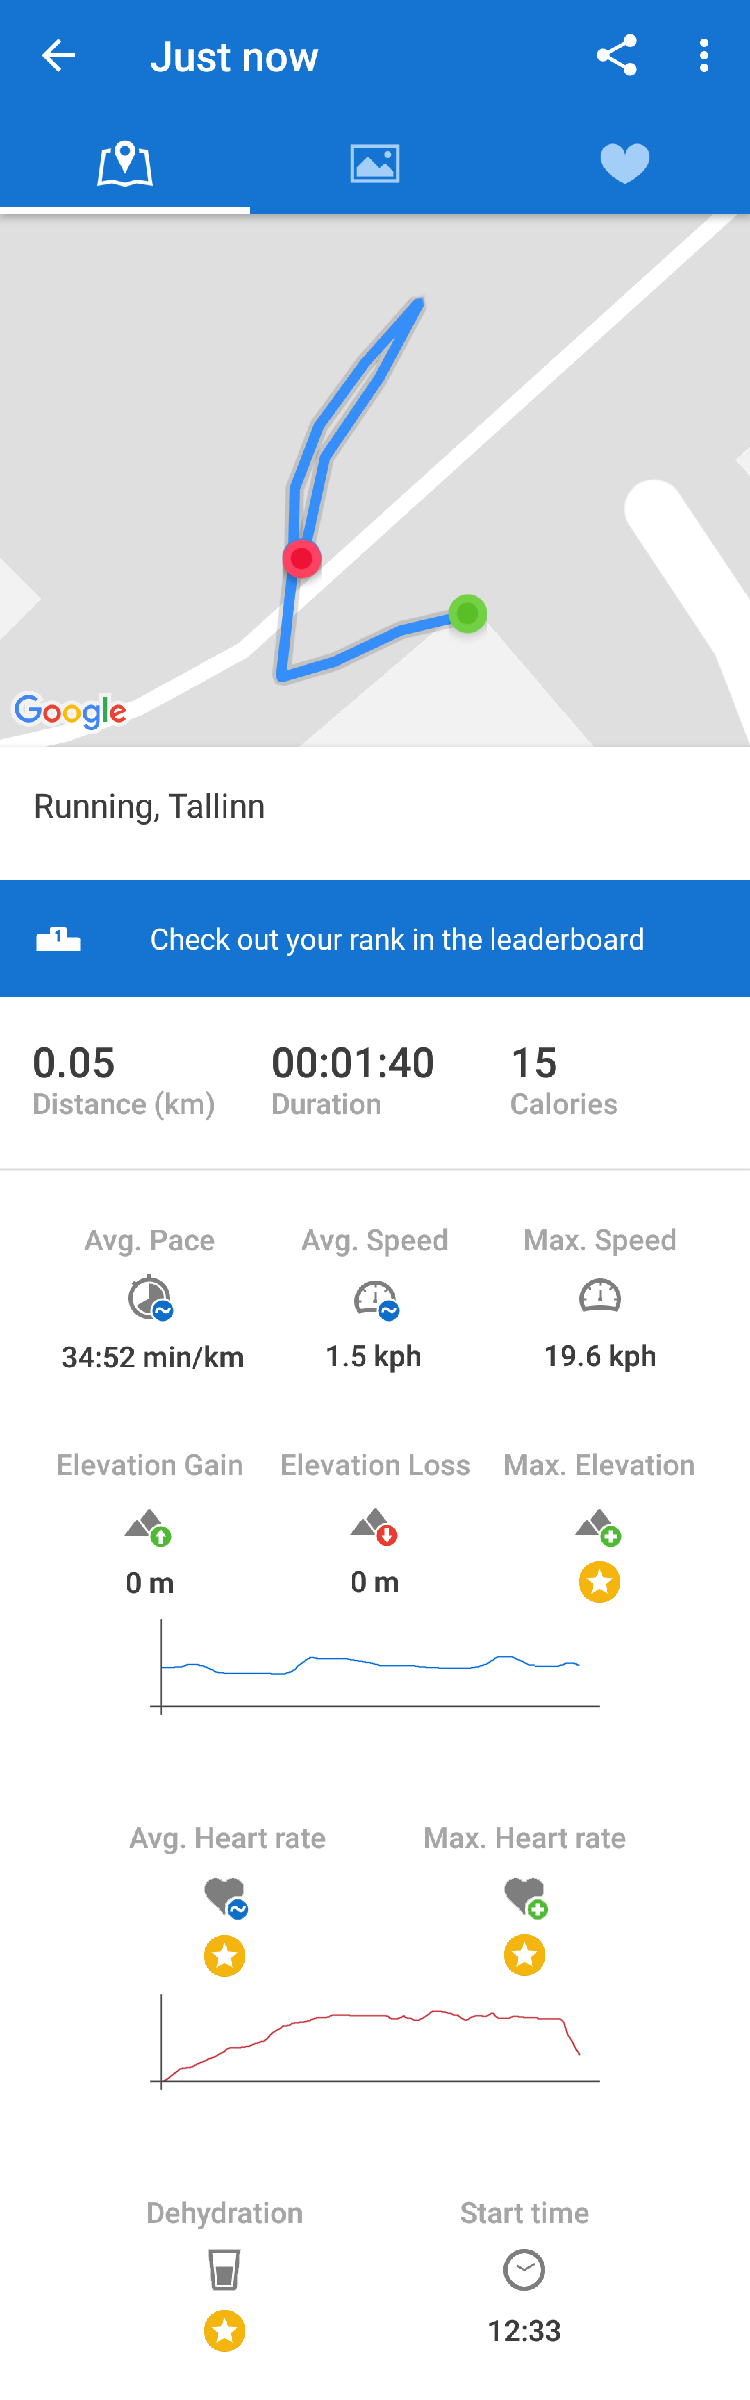 Just now
Google
Running, Tallinn
1
Check out your rank in the leaderboard
0.05 00:01:40 15
Distance (km) Duration Calories
Avg. Pace Avg. Speed Max. Speed
34:52 min/km 1.5 kph 19.6 kph
Elevation Gain Elevation Loss Max. Elevation
0 m 0 m
Avg. Heart rate Max. Heart rate
Dehydration Start time
12:33